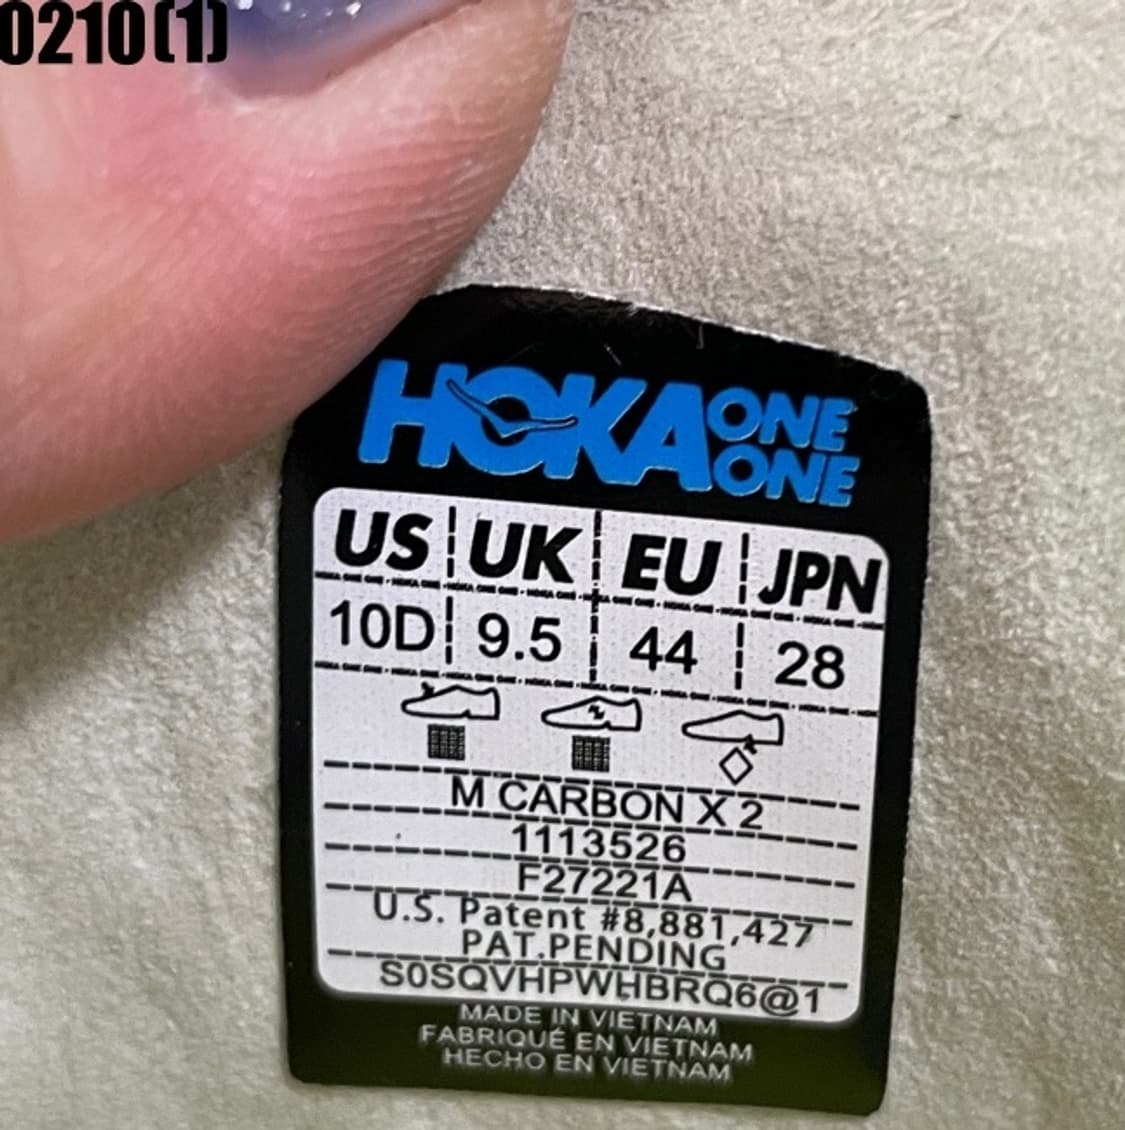 0210(1)
HOKA ONE ONE
US UK EU JPN
10D 9.5 44 28
M CARBON X 2
1113526
F27221A
U.S. Patent #8,881,427
PAT.PENDING
S0SQVHPWHBRQ6@1
MADE IN VIETNAM
FABRIQUÉ EN VIETNAM
HECHO EN VIETNAM